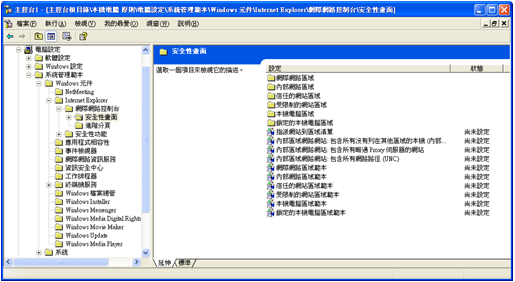 主控台1 - [主控台根目錄\本機電腦 原則\電腦設定\系統管理範本\Windows 元件\Internet Explorer\網際網路控制台\安全性畫面]
檔案(F) 執行(A) 檢視(V) 我的最愛(O) 視窗(W) 說明(H)
電腦設定
軟體設定
Windows 設定
系統管理範本
Windows 元件
NetMeeting
Internet Explorer
網際網路控制台
安全性畫面
進階分頁
安全性功能
應用程式相容性
事件檢視器
網際網路資訊服務
資訊安全中心
工作排程器
終端機服務
Windows 檔案總管
Windows Installer
Windows Messenger
Windows Media Digital Rights
Windows Movie Maker
Windows Update
Windows Media Player
系統
安全性畫面
選取一個項目來檢視它的描述。
設定 狀態
網際網路區域
內部網路區域
信任的網站區域
受限制的網站區域
本機電腦區域
鎖定的本機電腦區域
指派網站到區域清單 尚未設定
內部區域網路網站: 包含所有沒有列在其他區域的本機 (內部... 尚未設定
內部區域網路網站: 包含所有略過 Proxy 伺服器的網站 尚未設定
內部區域網路網站: 包含所有網路路徑 (UNC) 尚未設定
網際網路區域範本 尚未設定
內部網路區域範本 尚未設定
信任的網站區域範本 尚未設定
受限制的網站區域範本 尚未設定
本機電腦區域範本 尚未設定
鎖定的本機電腦區域範本 尚未設定
延伸 標準